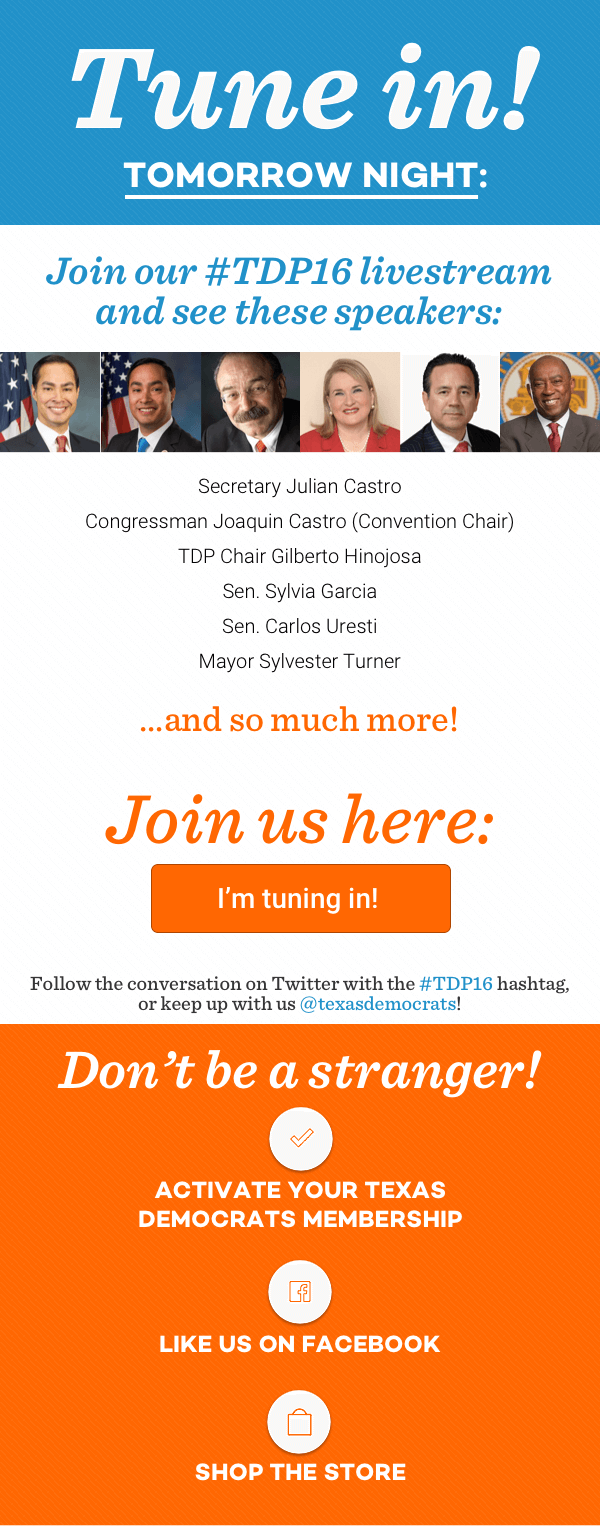 Tune in!
TOMORROW NIGHT:
Join our #TDP16 livestream
and see these speakers:
Secretary Julian Castro
Congressman Joaquin Castro (Convention Chair)
TDP Chair Gilberto Hinojosa
Sen. Sylvia Garcia
Sen. Carlos Uresti
Mayor Sylvester Turner
...and so much more!
Join us here:
I'm tuning in!
Follow the conversation on Twitter with the #TDP16 hashtag,
or keep up with us @texasdemocrats!
Don't be a stranger!
ACTIVATE YOUR TEXAS
DEMOCRATS MEMBERSHIP
LIKE US ON FACEBOOK
SHOP THE STORE